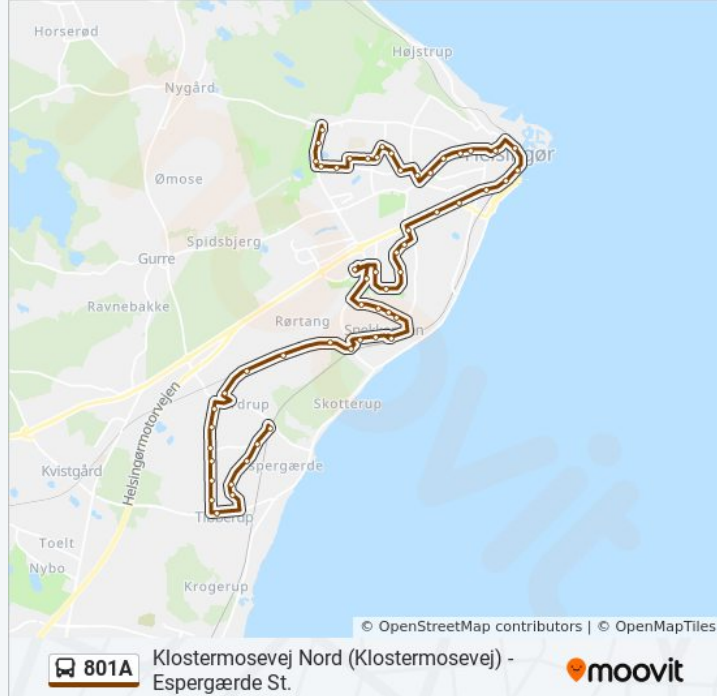 Horserød
Højstrup
Nygård
Helsingør
Ømose
Spidsbjerg
Gurre
Ravnebakke
Rørtang
Skotterup
Helsingørmotorvejen
Kvistgård
Toelt
Nybo
Krogerup
© OpenStreetMap contributors | © OpenMapTiles
801A
Klostermosevej Nord (Klostermosevej) -
Espergærde St.
moovit